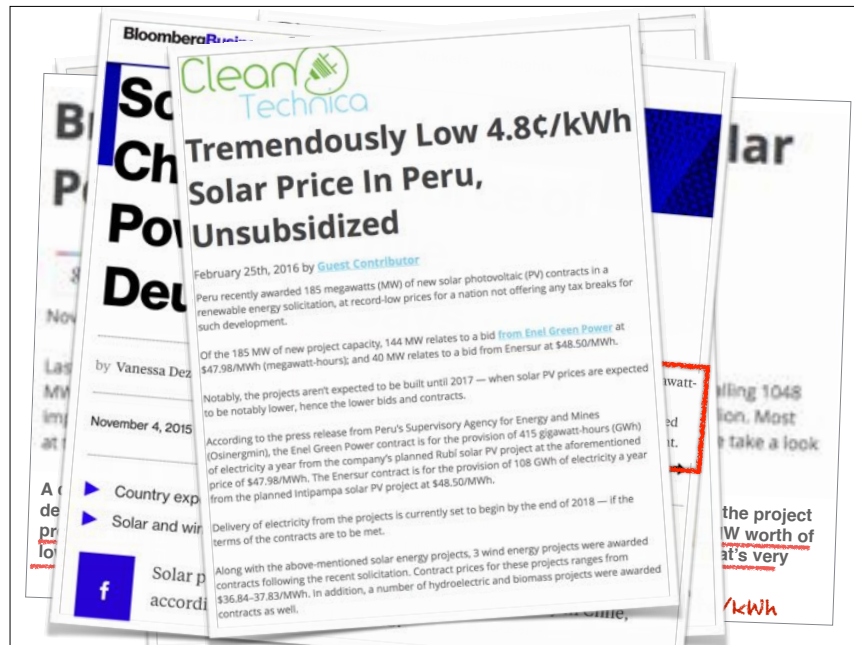 Clean
Technica
Tremendously Low 4.8¢/kWh
Solar Price In Peru,
Unsubsidized
February 25th, 2016 by Guest Contributor
Peru recently awarded 185 megawatts (MW) of new solar photovoltaic (PV) contracts in a
renewable energy solicitation, at record-low prices for a nation not offering any tax breaks for
such development.
Of the 185 MW of new project capacity, 144 MW relates to a bid from Enel Green Power at
$47.98/MWh (megawatt-hours); and 40 MW relates to a bid from Enersur at $48.50/MWh.
Notably, the projects aren't expected to be built until 2017 — when solar PV prices are expected
to be notably lower, hence the lower bids and contracts.
According to the press release from Peru's Supervisory Agency for Energy and Mines
(Osinergmin), the Enel Green Power contract is for the provision of 415 gigawatt-hours (GWh)
of electricity a year from the company's planned Rubí solar PV project at the aforementioned
price of $47.98/MWh. The Enersur contract is for the provision of 108 GWh of electricity a year
from the planned Intipampa solar PV project at $48.50/MWh.
Delivery of electricity from the projects is currently set to begin by the end of 2018 — if the
terms of the contracts are to be met.
Along with the above-mentioned solar energy projects, 3 wind energy projects were awarded
contracts following the recent solicitation. Contract prices for these projects ranges from
$36.84–37.83/MWh. In addition, a number of hydroelectric and biomass projects were awarded
contracts as well.
Bloomberg
by Vanessa Dez
November 4, 2015
Country exp
Solar and wir
f
Solar p
accordi
Chile,
lar
alling 1048
ion. Most
take a look
the project
W worth of
at's very
/kWh